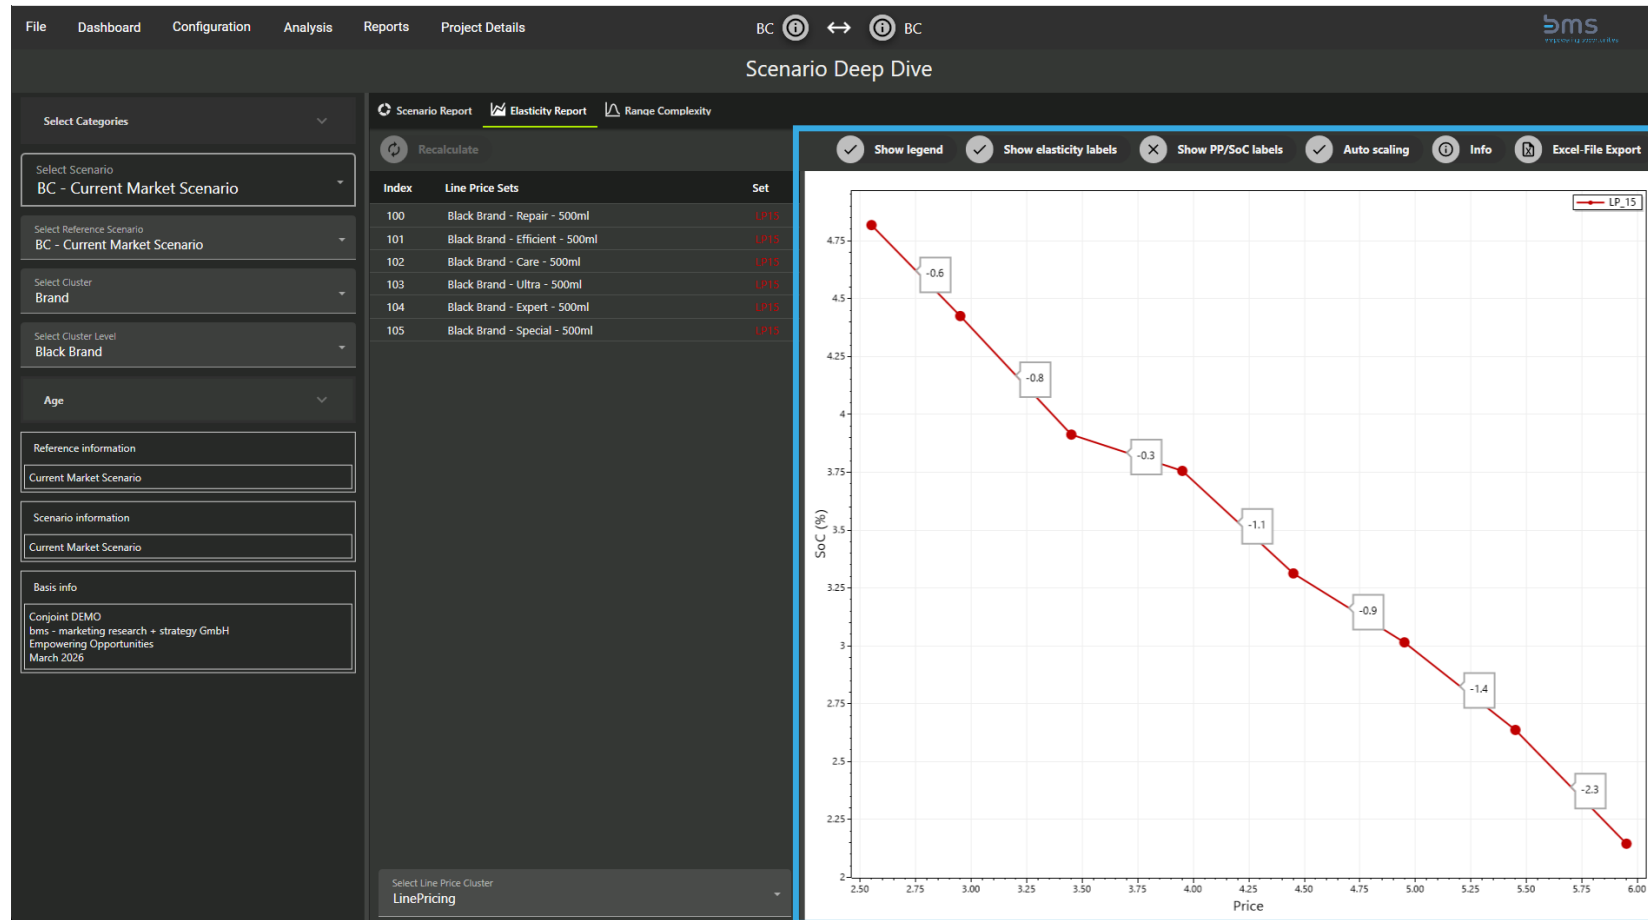 File Dashboard Configuration Analysis Reports Project Details BC BC bms
Scenario Deep Dive
Select Categories
Select Scenario
BC - Current Market Scenario
Select Reference Scenario
BC - Current Market Scenario
Select Cluster
Brand
Select Cluster Level
Black Brand
Age
Reference information
Current Market Scenario
Scenario information
Current Market Scenario
Basis info
Conjoint DEMO
bms - marketing research + strategy GmbH
Empowering Opportunities
March 2026
Scenario Report Elasticity Report Range Complexity
Recalculate
Index Line Price Sets Set
100 Black Brand - Repair - 500ml LP15
101 Black Brand - Efficient - 500ml LP15
102 Black Brand - Care - 500ml LP15
103 Black Brand - Ultra - 500ml LP15
104 Black Brand - Expert - 500ml LP15
105 Black Brand - Special - 500ml LP15
Select Line Price Cluster
LinePricing
Show legend Show elasticity labels Show PP/SoC labels Auto scaling Info Excel-File Export
LP_15
4.75
4.5
4.25
4
3.75
3.5
3.25
3
2.75
2.5
2.25
2
SoC (%)
-0.6
-0.8
-0.3
-1.1
-0.9
-1.4
-2.3
2.50 2.75 3.00 3.25 3.50 3.75 4.00 4.25 4.50 4.75 5.00 5.25 5.50 5.75 6.00
Price